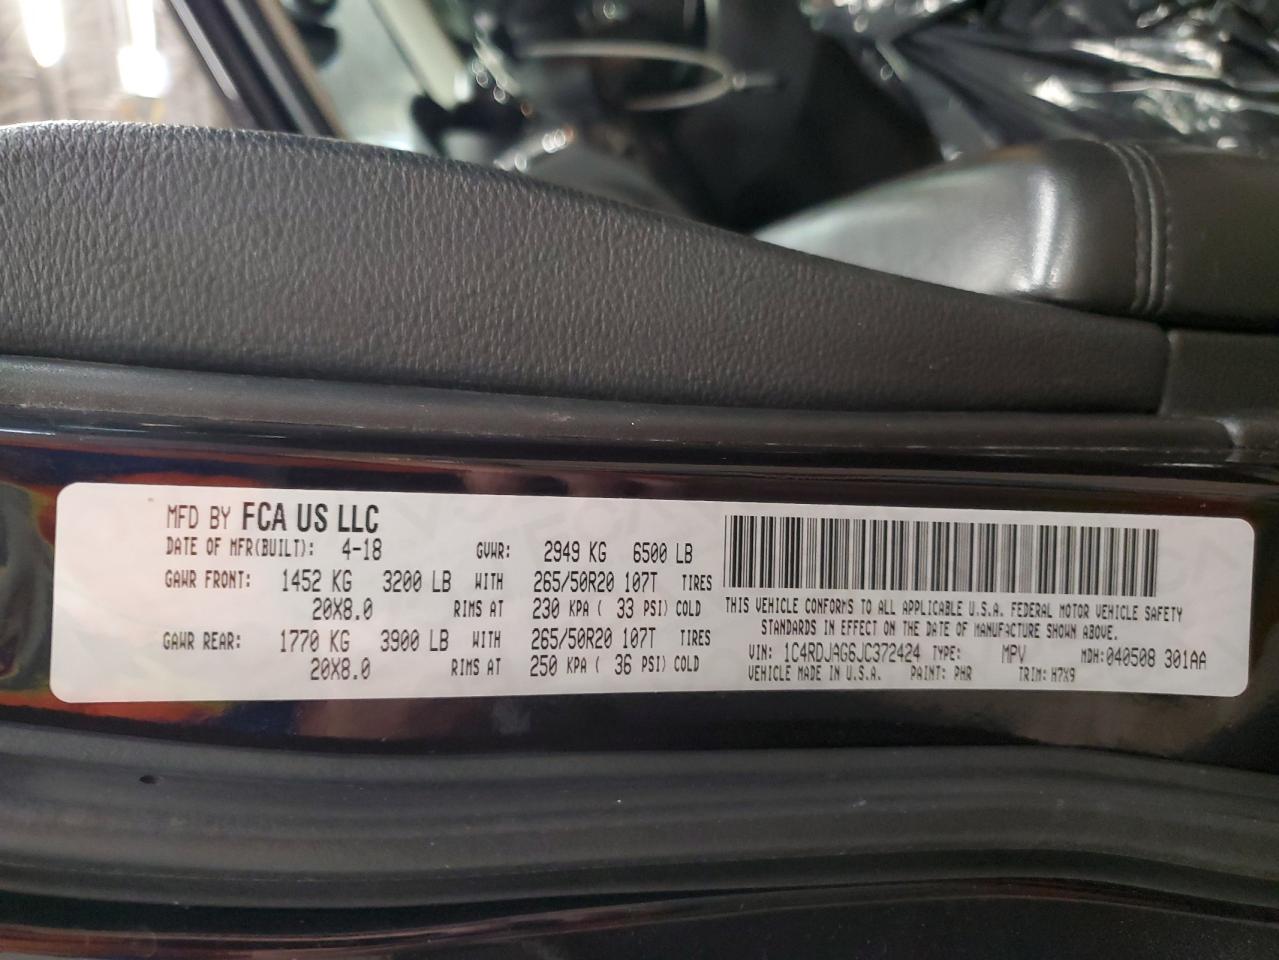 MFD BY FCA US LLC
DATE OF MFR(BUILT): 4-18 GVWR: 2949 KG 6500 LB
GAWR FRONT: 1452 KG 3200 LB WITH 265/50R20 107T TIRES
20X8.0 RIMS AT 230 KPA ( 33 PSI) COLD
GAWR REAR: 1770 KG 3900 LB WITH 265/50R20 107T TIRES
20X8.0 RIMS AT 250 KPA ( 36 PSI) COLD
THIS VEHICLE CONFORMS TO ALL APPLICABLE U.S.A. FEDERAL MOTOR VEHICLE SAFETY
STANDARDS IN EFFECT ON THE DATE OF MANUFACTURE SHOWN ABOVE.
VIN: 1C4RDJAG6JC372424 TYPE: MPV MDH:040508 301AA
VEHICLE MADE IN U.S.A. PAINT: PHR TRIM: H7X9